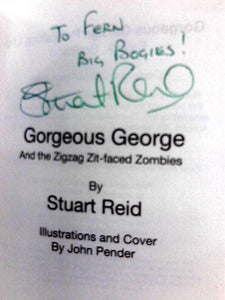 To Fern
Big Bogies!
Stuart Reid
Gorgeous George
And the Zigzag Zit-faced Zombies
By
Stuart Reid
Illustrations and Cover
By John Pender